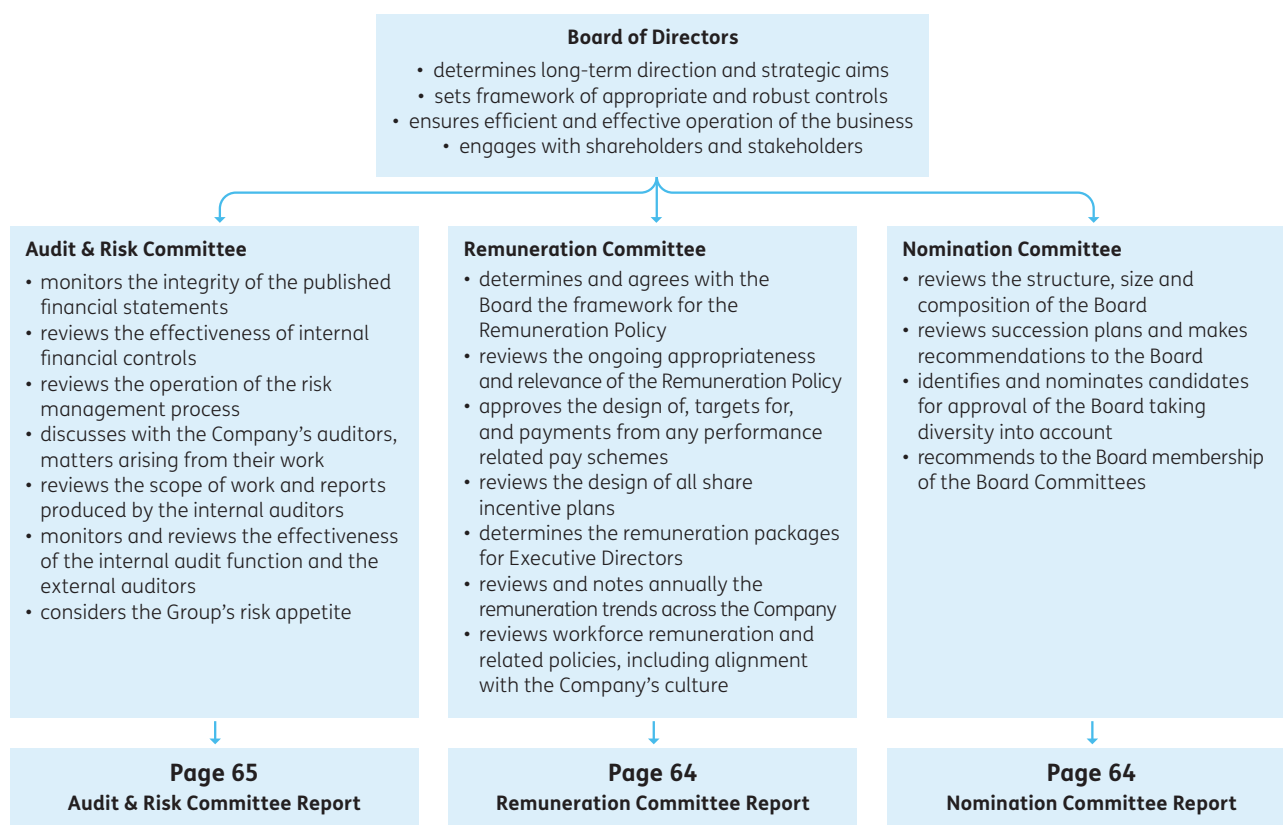 Board of Directors
• determines long-term direction and strategic aims
• sets framework of appropriate and robust controls
• ensures efficient and effective operation of the business
• engages with shareholders and stakeholders
Audit & Risk Committee
• monitors the integrity of the published
financial statements
• reviews the effectiveness of internal
financial controls
• reviews the operation of the risk
management process
• discusses with the Company’s auditors,
matters arising from their work
• reviews the scope of work and reports
produced by the internal auditors
• monitors and reviews the effectiveness
of the internal audit function and the
external auditors
• considers the Group’s risk appetite
Remuneration Committee
• determines and agrees with the
Board the framework for the
Remuneration Policy
• reviews the ongoing appropriateness
and relevance of the Remuneration Policy
• approves the design of, targets for,
and payments from any performance
related pay schemes
• reviews the design of all share
incentive plans
• determines the remuneration packages
for Executive Directors
• reviews and notes annually the
remuneration trends across the Company
• reviews workforce remuneration and
related policies, including alignment
with the Company’s culture
Nomination Committee
• reviews the structure, size and
composition of the Board
• reviews succession plans and makes
recommendations to the Board
• identifies and nominates candidates
for approval of the Board taking
diversity into account
• recommends to the Board membership
of the Board Committees
Page 65
Audit & Risk Committee Report
Page 64
Remuneration Committee Report
Page 64
Nomination Committee Report